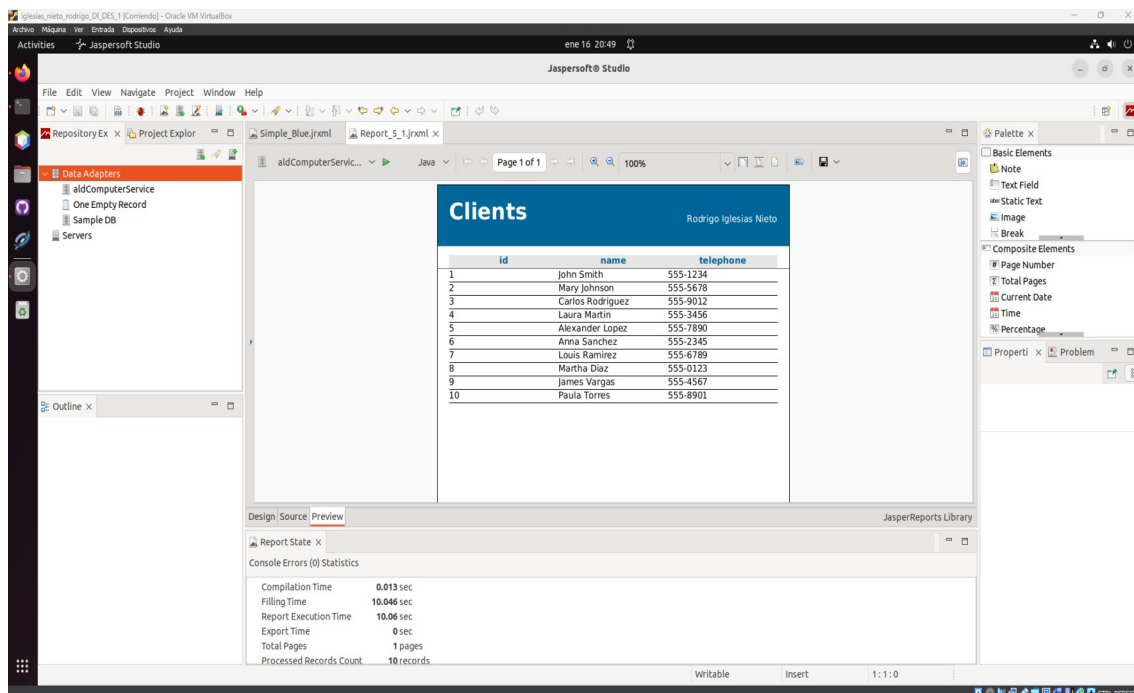 iglesias_nieto_rodrigo_DI_DES_1 [Corriendo] - Oracle VM VirtualBox
Archivo Máquina Ver Entrada Dispositivos Ayuda
Activities Jaspersoft Studio ene 16 20:49
Jaspersoft® Studio
File Edit View Navigate Project Window Help
Repository Ex Project Explor Simple_Blue.jrxml Report_5_1.jrxml Palette
aldComputerServic... Java Page 1 of 1 100%
Data Adapters
aldComputerService
One Empty Record
Sample DB
Servers
Outline
Clients
Rodrigo Iglesias Nieto
id name telephone
1 John Smith 555-1234
2 Mary Johnson 555-5678
3 Carlos Rodriguez 555-9012
4 Laura Martin 555-3456
5 Alexander Lopez 555-7890
6 Anna Sanchez 555-2345
7 Louis Ramirez 555-6789
8 Martha Diaz 555-0123
9 James Vargas 555-4567
10 Paula Torres 555-8901
Design Source Preview JasperReports Library
Report State
Console Errors (0) Statistics
Compilation Time 0.013 sec
Filling Time 10.046 sec
Report Execution Time 10.06 sec
Export Time 0 sec
Total Pages 1 pages
Processed Records Count 10 records
Basic Elements
Note
Text Field
Static Text
Image
Break
Composite Elements
Page Number
Total Pages
Current Date
Time
Percentage
Properti Problem
Writable Insert 1:1:0